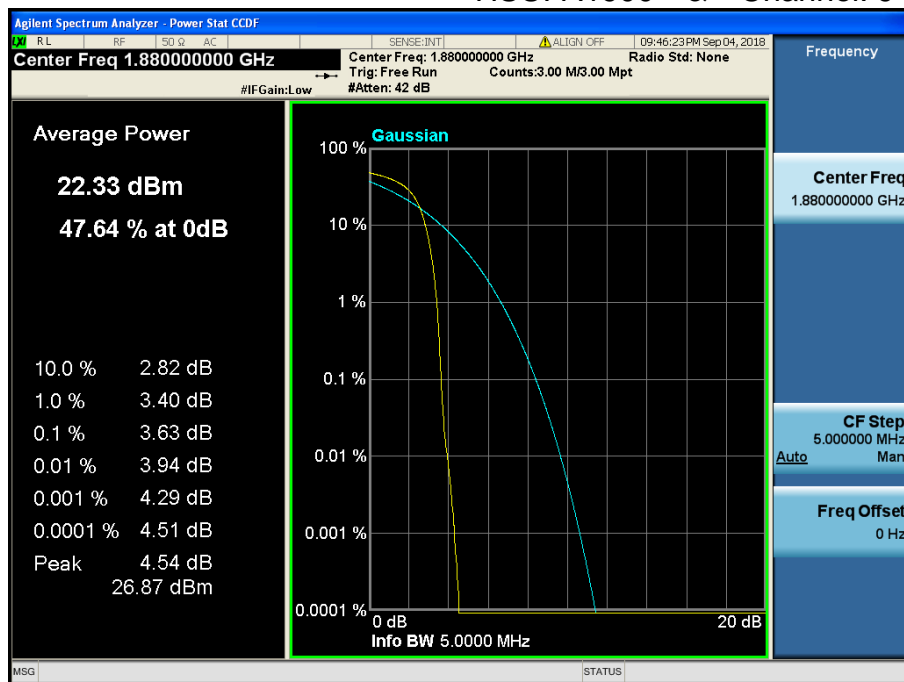 Agilent Spectrum Analyzer - Power Stat CCDF
LXI RL RF 50 Ω AC SENSE:INT ALIGN OFF 09:46:23 PM Sep 04, 2018
Center Freq 1.880000000 GHz
Center Freq: 1.880000000 GHz Radio Std: None
Trig: Free Run Counts:3.00 M/3.00 Mpt
#IFGain:Low #Atten: 42 dB
Average Power
22.33 dBm
47.64 % at 0dB
10.0 % 2.82 dB
1.0 % 3.40 dB
0.1 % 3.63 dB
0.01 % 3.94 dB
0.001 % 4.29 dB
0.0001 % 4.51 dB
Peak 4.54 dB
26.87 dBm
Gaussian
100 %
10 %
1 %
0.1 %
0.01 %
0.001 %
0.0001 %
0 dB 20 dB
Info BW 5.0000 MHz
Frequency
Center Freq
1.880000000 GHz
CF Step
5.000000 MHz
Auto Man
Freq Offset
0 Hz
MSG STATUS